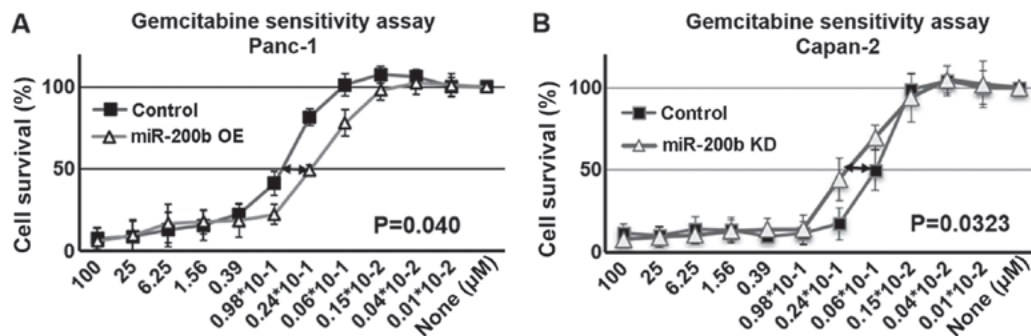 A
Gemcitabine sensitivity assay
Panc-1
Cell survival (%)
100
50
0
Control
miR-200b OE
P=0.040
100
25
6.25
1.56
0.39
0.98*10-1
0.24*10-1
0.06*10-1
0.15*10-2
0.04*10-2
0.01*10-2
None (μM)
B
Gemcitabine sensitivity assay
Capan-2
Cell survival (%)
100
50
0
Control
miR-200b KD
P=0.0323
100
25
6.25
1.56
0.39
0.98*10-1
0.24*10-1
0.06*10-1
0.15*10-2
0.04*10-2
0.01*10-2
None (μM)